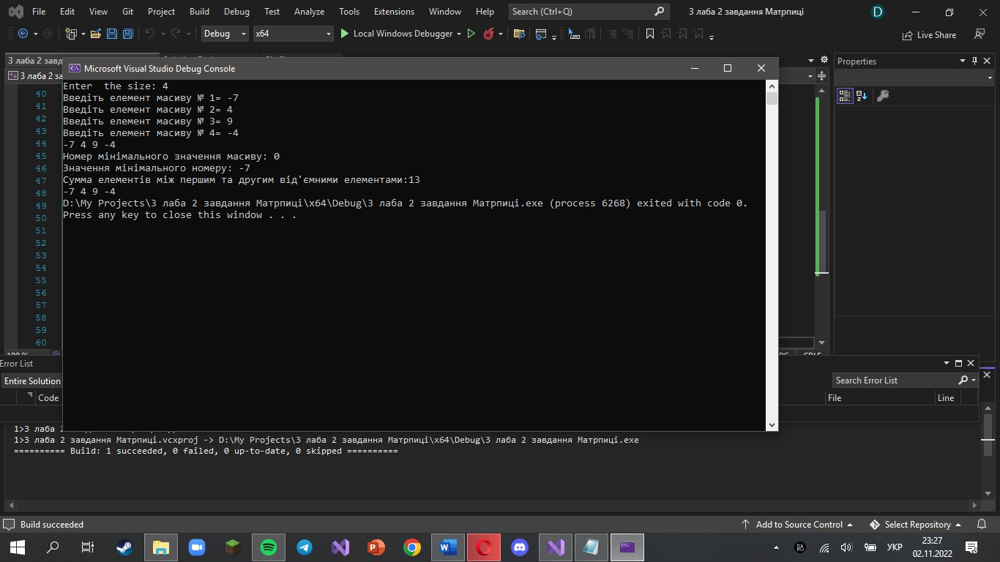 File Edit View Git Project Build Debug Test Analyze Tools Extensions Window Help Search (Ctrl+Q) 3 лаба 2 завдання Матрпиці D
Debug x64 Local Windows Debugger Live Share
3 лаба 2 завд
Properties
3 лаба 2 за
Microsoft Visual Studio Debug Console
Enter  the size: 4
Введіть елемент масиву № 1= -7
Введіть елемент масиву № 2= 4
Введіть елемент масиву № 3= 9
Введіть елемент масиву № 4= -4
-7 4 9 -4
Номер мінімального значення масиву: 0
Значення мінімального номеру: -7
Сумма елементів між першим та другим від'ємними елементами:13
-7 4 9 -4
D:\My Projects\3 лаба 2 завдання Матрпиці\x64\Debug\3 лаба 2 завдання Матрпиці.exe (process 6268) exited with code 0.
Press any key to close this window . . .
40
41
42
43
44
45
46
47
48
49
50
51
52
53
54
55
56
57
58
59
60
Error List
Entire Solution
Search Error List
Code File Line
1>3 лаба 2
1>3 лаба 2 завдання Матрпиці.vcxproj -> D:\My Projects\3 лаба 2 завдання Матрпиці\x64\Debug\3 лаба 2 завдання Матрпиці.exe
========== Build: 1 succeeded, 0 failed, 0 up-to-date, 0 skipped ==========
Build succeeded Add to Source Control Select Repository
УКР
23:27
02.11.2022